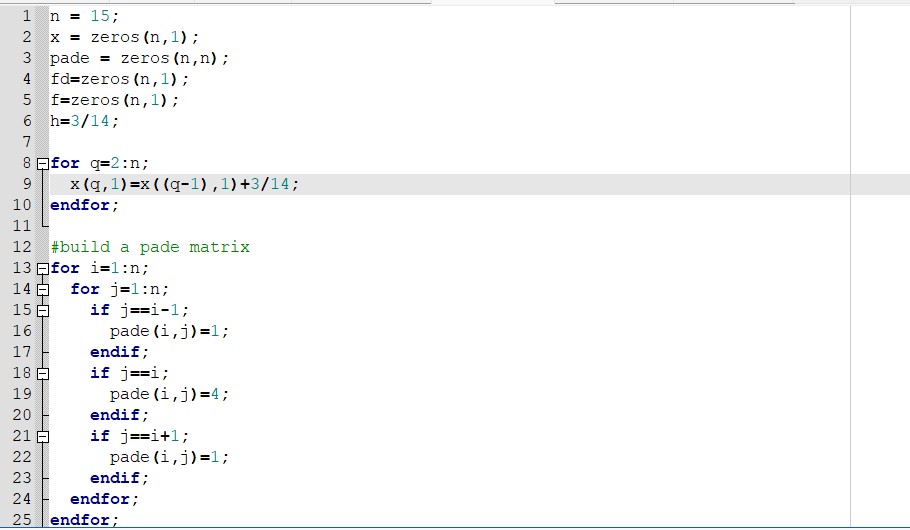 1 n = 15;
2 x = zeros(n,1);
3 pade = zeros(n,n);
4 fd=zeros(n,1);
5 f=zeros(n,1);
6 h=3/14;
7
8 for q=2:n;
9   x(q,1)=x((q-1),1)+3/14;
10 endfor;
11
12 #build a pade matrix
13 for i=1:n;
14   for j=1:n;
15     if j==i-1;
16       pade(i,j)=1;
17     endif;
18     if j==i;
19       pade(i,j)=4;
20     endif;
21     if j==i+1;
22       pade(i,j)=1;
23     endif;
24   endfor;
25 endfor;